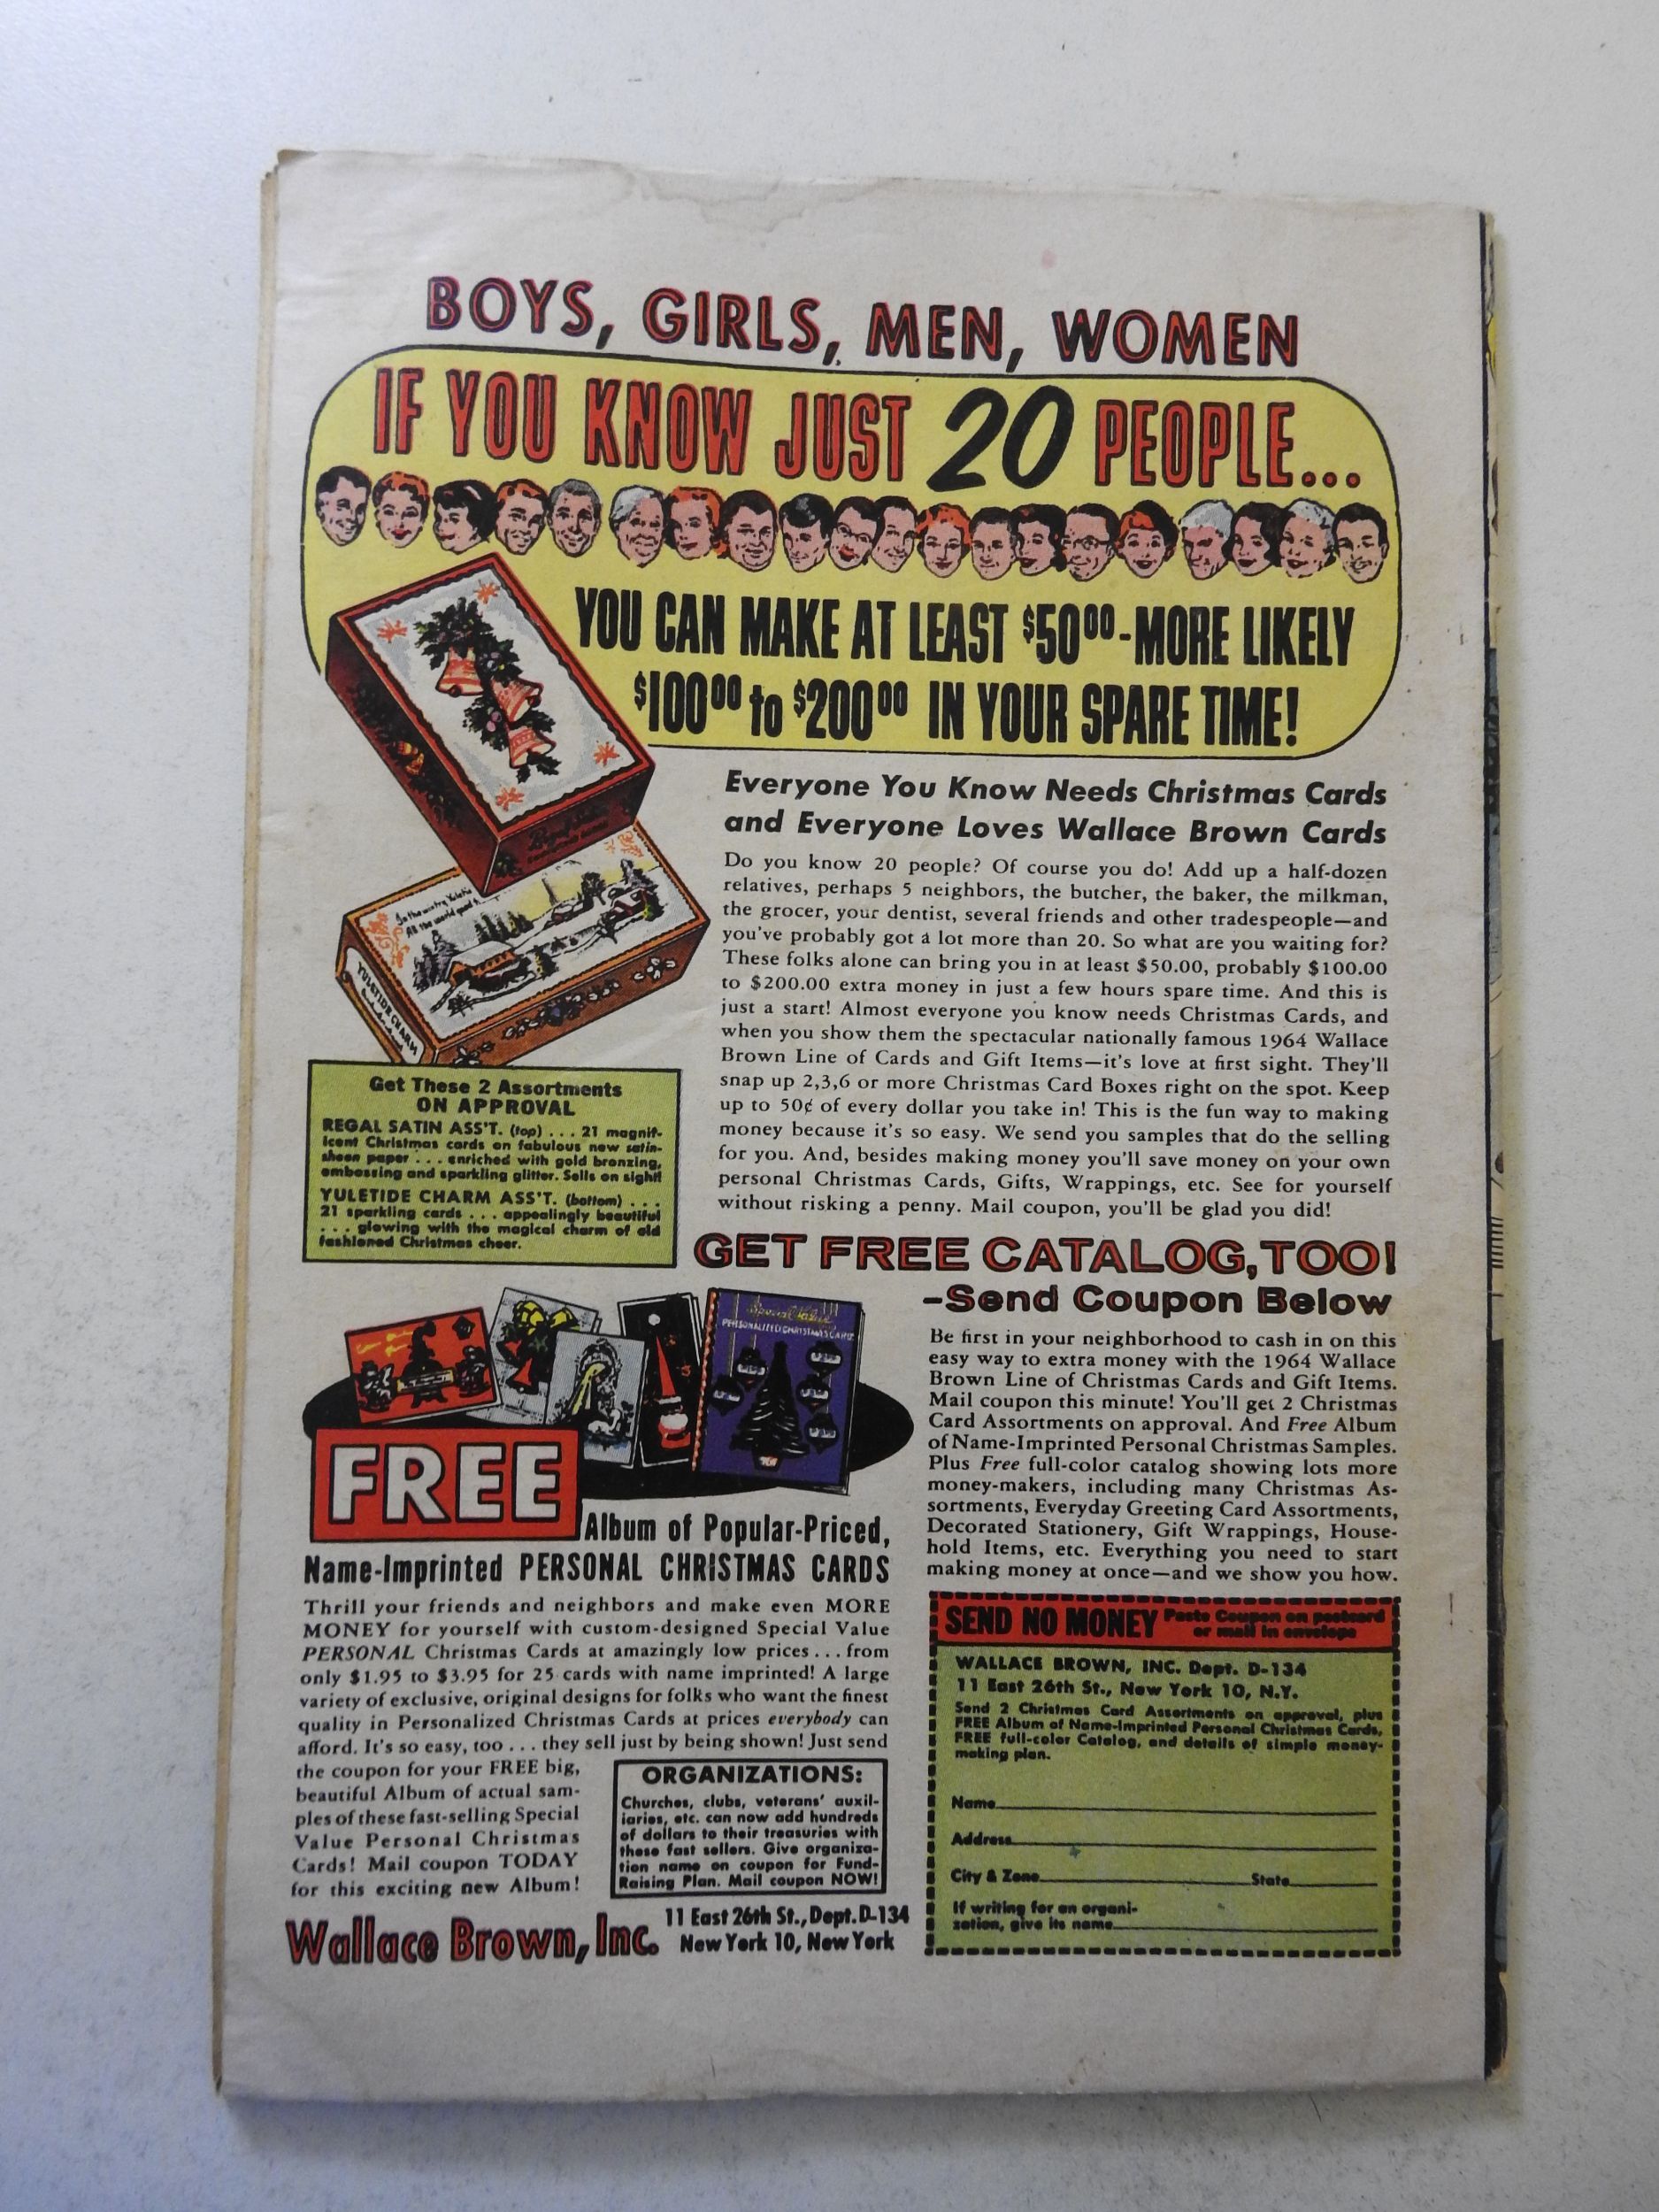 BOYS, GIRLS, MEN, WOMEN
IF YOU KNOW JUST 20 PEOPLE...
YOU CAN MAKE AT LEAST $50⁰⁰-MORE LIKELY
$100⁰⁰ to $200⁰⁰ IN YOUR SPARE TIME!
Everyone You Know Needs Christmas Cards
and Everyone Loves Wallace Brown Cards
Do you know 20 people? Of course you do! Add up a half-dozen
relatives, perhaps 5 neighbors, the butcher, the baker, the milkman,
the grocer, your dentist, several friends and other tradespeople—and
you've probably got a lot more than 20. So what are you waiting for?
These folks alone can bring you in at least $50.00, probably $100.00
to $200.00 extra money in just a few hours spare time. And this is
just a start! Almost everyone you know needs Christmas Cards, and
when you show them the spectacular nationally famous 1964 Wallace
Brown Line of Cards and Gift Items—it's love at first sight. They'll
snap up 2,3,6 or more Christmas Card Boxes right on the spot. Keep
up to 50¢ of every dollar you take in! This is the fun way to making
money because it's so easy. We send you samples that do the selling
for you. And, besides making money you'll save money on your own
personal Christmas Cards, Gifts, Wrappings, etc. See for yourself
without risking a penny. Mail coupon, you'll be glad you did!
YULETIDE CHARM
Get These 2 Assortments
ON APPROVAL
REGAL SATIN ASS'T. (top) . . . 21 magnif-
icent Christmas cards on fabulous new satin-
sheen paper . . . enriched with gold bronzing,
embossing and sparkling glitter. Sells on sight!
YULETIDE CHARM ASS'T. (bottom) . . .
21 sparkling cards . . . appealingly beautiful
. . . glowing with the magical charm of old
fashioned Christmas cheer.
GET FREE CATALOG, TOO!
-Send Coupon Below
Be first in your neighborhood to cash in on this
easy way to extra money with the 1964 Wallace
Brown Line of Christmas Cards and Gift Items.
Mail coupon this minute! You'll get 2 Christmas
Card Assortments on approval. And Free Album
of Name-Imprinted Personal Christmas Samples.
Plus Free full-color catalog showing lots more
money-makers, including many Christmas As-
sortments, Everyday Greeting Card Assortments,
Decorated Stationery, Gift Wrappings, House-
hold Items, etc. Everything you need to start
making money at once—and we show you how.
Special Value
PERSONALIZED CHRISTMAS CARDS
FREE
Album of Popular-Priced,
Name-Imprinted PERSONAL CHRISTMAS CARDS
Thrill your friends and neighbors and make even MORE
MONEY for yourself with custom-designed Special Value
PERSONAL Christmas Cards at amazingly low prices . . . from
only $1.95 to $3.95 for 25 cards with name imprinted! A large
variety of exclusive, original designs for folks who want the finest
quality in Personalized Christmas Cards at prices everybody can
afford. It's so easy, too . . . they sell just by being shown! Just send
the coupon for your FREE big,
beautiful Album of actual sam-
ples of these fast-selling Special
Value Personal Christmas
Cards! Mail coupon TODAY
for this exciting new Album!
ORGANIZATIONS:
Churches, clubs, veterans' auxil-
iaries, etc. can now add hundreds
of dollars to their treasuries with
these fast sellers. Give organiza-
tion name on coupon for Fund-
Raising Plan. Mail coupon NOW!
Wallace Brown, Inc.
11 East 26th St., Dept. D-134
New York 10, New York
SEND NO MONEY
Paste Coupon on postcard
or mail in envelope
WALLACE BROWN, INC. Dept. D-134
11 East 26th St., New York 10, N.Y.
Send 2 Christmas Card Assortments on approval, plus
FREE Album of Name-Imprinted Personal Christmas Cards,
FREE full-color Catalog, and details of simple money-
making plan.
Name
Address
City & Zone State
If writing for an organi-
zation, give its name